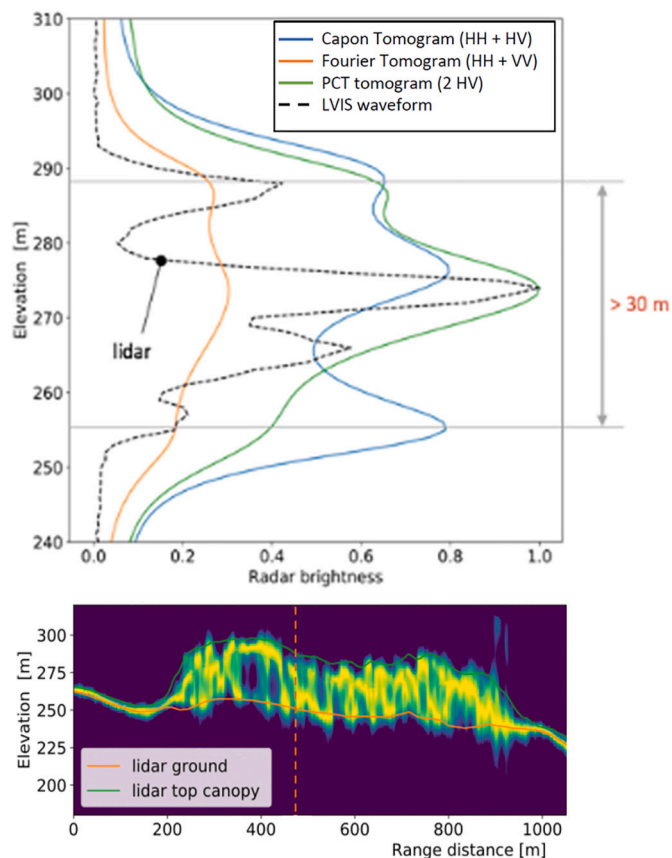 310
300
290
280
270
260
250
240
Elevation [m]
Capon Tomogram (HH + HV)
Fourier Tomogram (HH + VV)
PCT tomogram (2 HV)
LVIS waveform
lidar
> 30 m
0.0 0.2 0.4 0.6 0.8 1.0
Radar brightness
300
275
250
225
200
Elevation [m]
lidar ground
lidar top canopy
0 200 400 600 800 1000
Range distance [m]